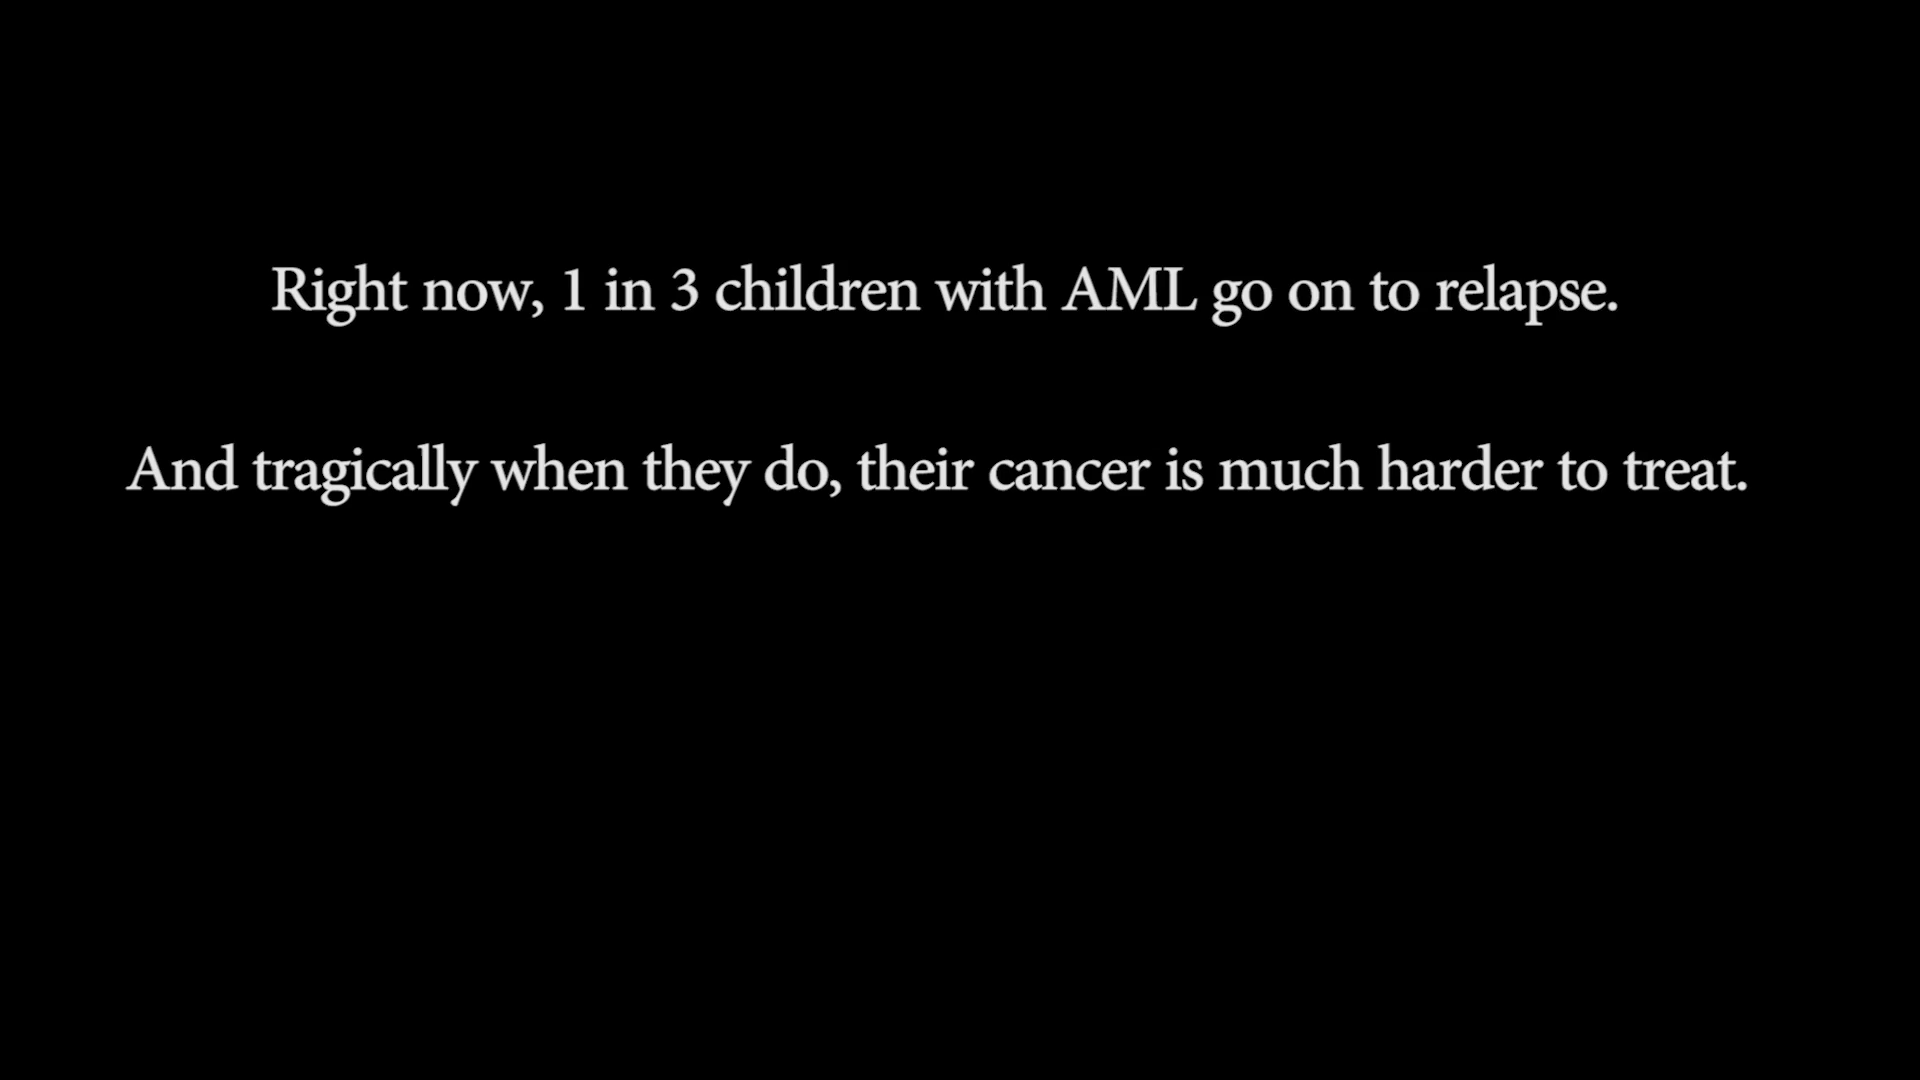 Right now, 1 in 3 children with AML go on to relapse.
And tragically when they do, their cancer is much harder to treat.